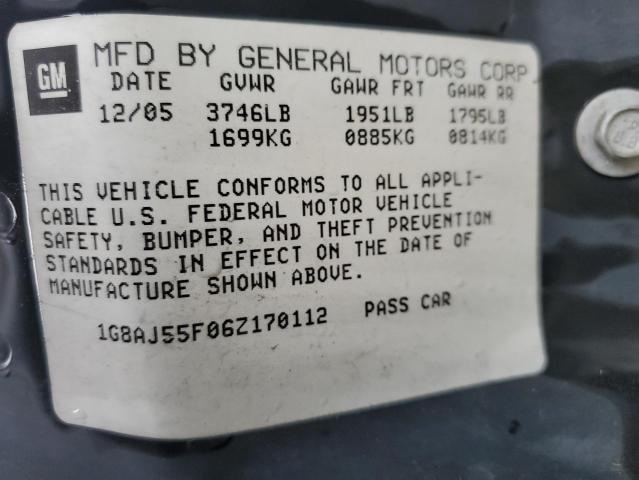 GM
MFD BY GENERAL MOTORS CORP
DATE GVWR GAWR FRT GAWR RR
12/05 3746LB 1951LB 1795LB
1699KG 0885KG 0814KG
THIS VEHICLE CONFORMS TO ALL APPLI-
CABLE U.S. FEDERAL MOTOR VEHICLE
SAFETY, BUMPER, AND THEFT PREVENTION
STANDARDS IN EFFECT ON THE DATE OF
MANUFACTURE SHOWN ABOVE.
1G8AJ55F06Z170112 PASS CAR